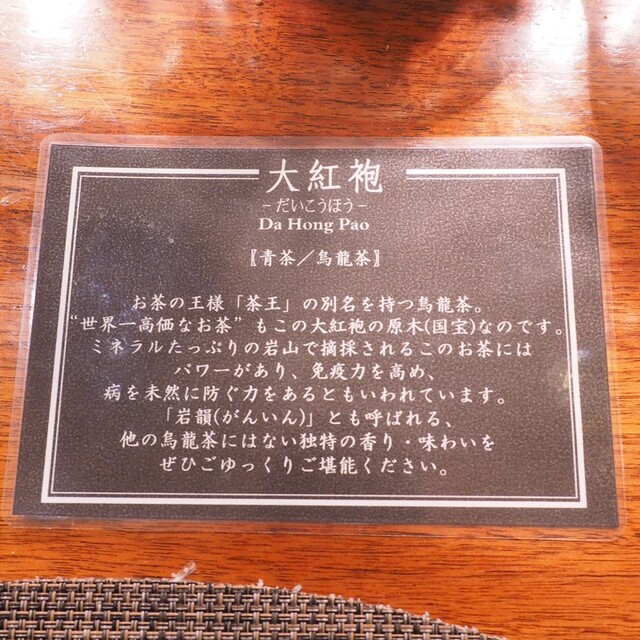 大紅袍
－だいこうほう－
Da Hong Pao
〖青茶／烏龍茶〗
お茶の王様「茶王」の別名を持つ烏龍茶。
“世界一高価なお茶”もこの大紅袍の原木(国宝)なのです。
ミネラルたっぷりの岩山で摘採されるこのお茶には
パワーがあり、免疫力を高め、
病を未然に防ぐ力をあるともいわれています。
「岩韻(がんいん)」とも呼ばれる、
他の烏龍茶にはない独特の香り・味わいを
ぜひごゆっくりご堪能ください。